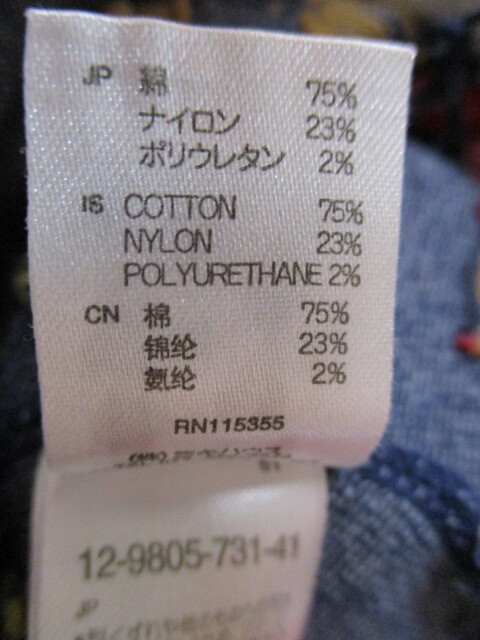 JP 綿 75%
ナイロン 23%
ポリウレタン 2%
IS COTTON 75%
NYLON 23%
POLYURETHANE 2%
CN 棉 75%
锦纶 23%
氨纶 2%
RN115355
12-9805-731-41
JP